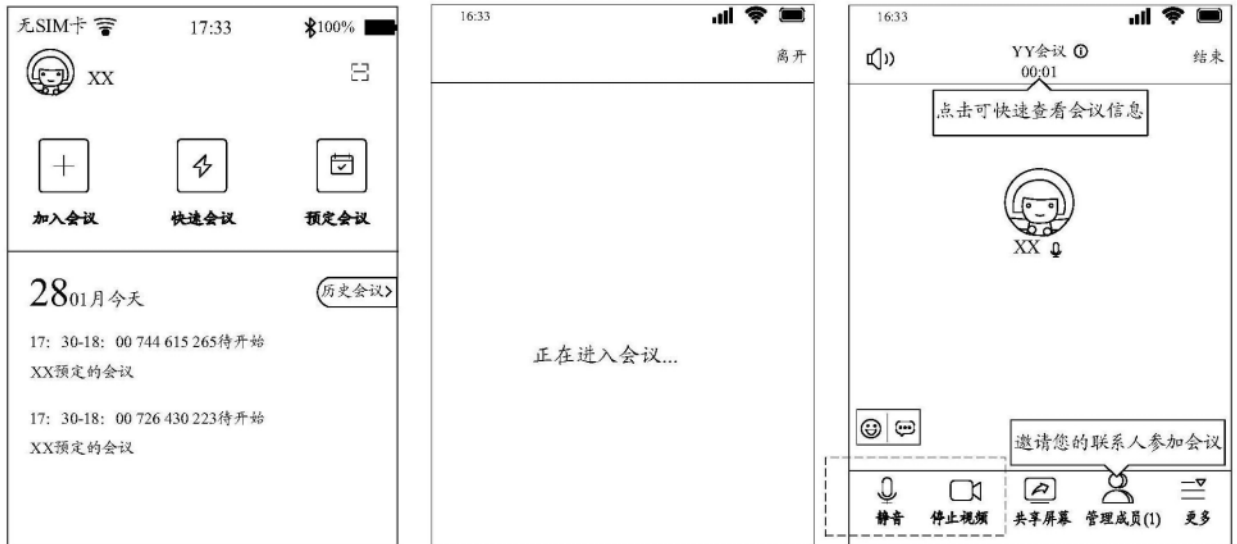 无SIM卡 17:33 100%
XX
加入会议 快速会议 预定会议
28 01月今天 历史会议>
17：30-18：00 744 615 265待开始
XX预定的会议
17：30-18：00 726 430 223待开始
XX预定的会议
16:33
离开
正在进入会议...
16:33
YY会议 结束
00:01
点击可快速查看会议信息
XX
邀请您的联系人参加会议
静音 停止视频 共享屏幕 管理成员(1) 更多